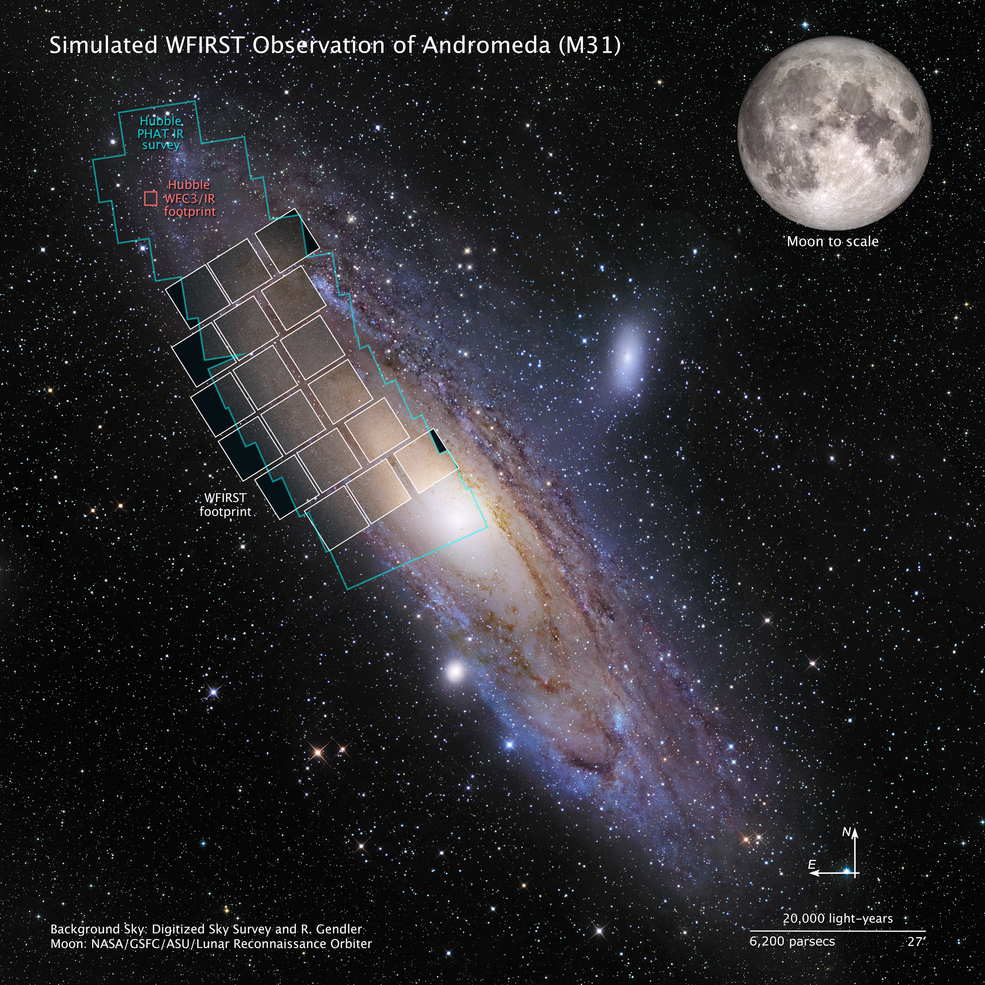 Simulated WFIRST Observation of Andromeda (M31)
Hubble
PHAT IR
survey
Hubble
WFC3/IR
footprint
Moon to scale
WFIRST
footprint
N
E
20,000 light-years
6,200 parsecs 27'
Background Sky: Digitized Sky Survey and R. Gendler
Moon: NASA/GSFC/ASU/Lunar Reconnaissance Orbiter